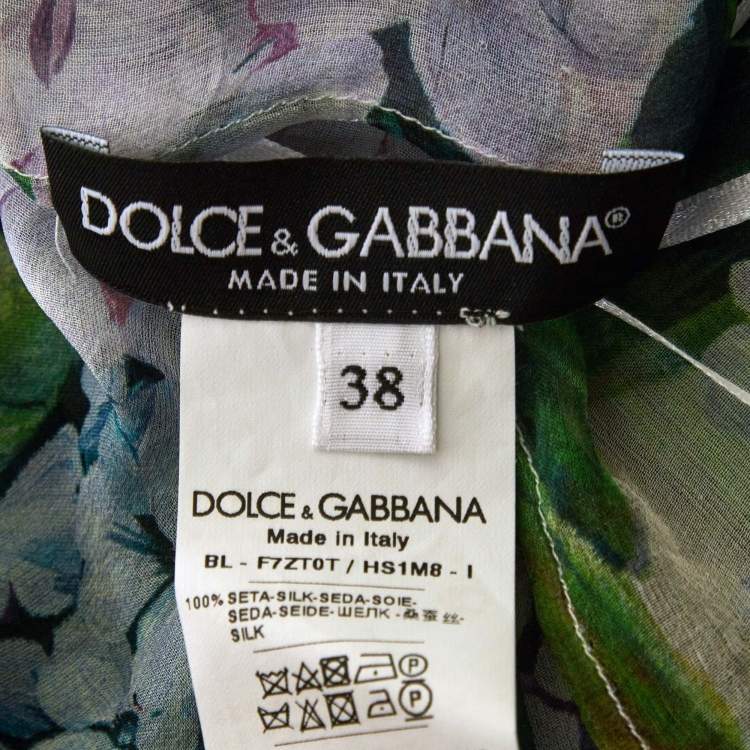 DOLCE & GABBANA®
MADE IN ITALY
38
DOLCE & GABBANA
Made in Italy
BL - F7ZT0T / HS1M8 - I
100% SETA-SILK-SEDA-SOIE-
SEDA-SEIDE-ШЕЛК -桑蚕丝-
SILK